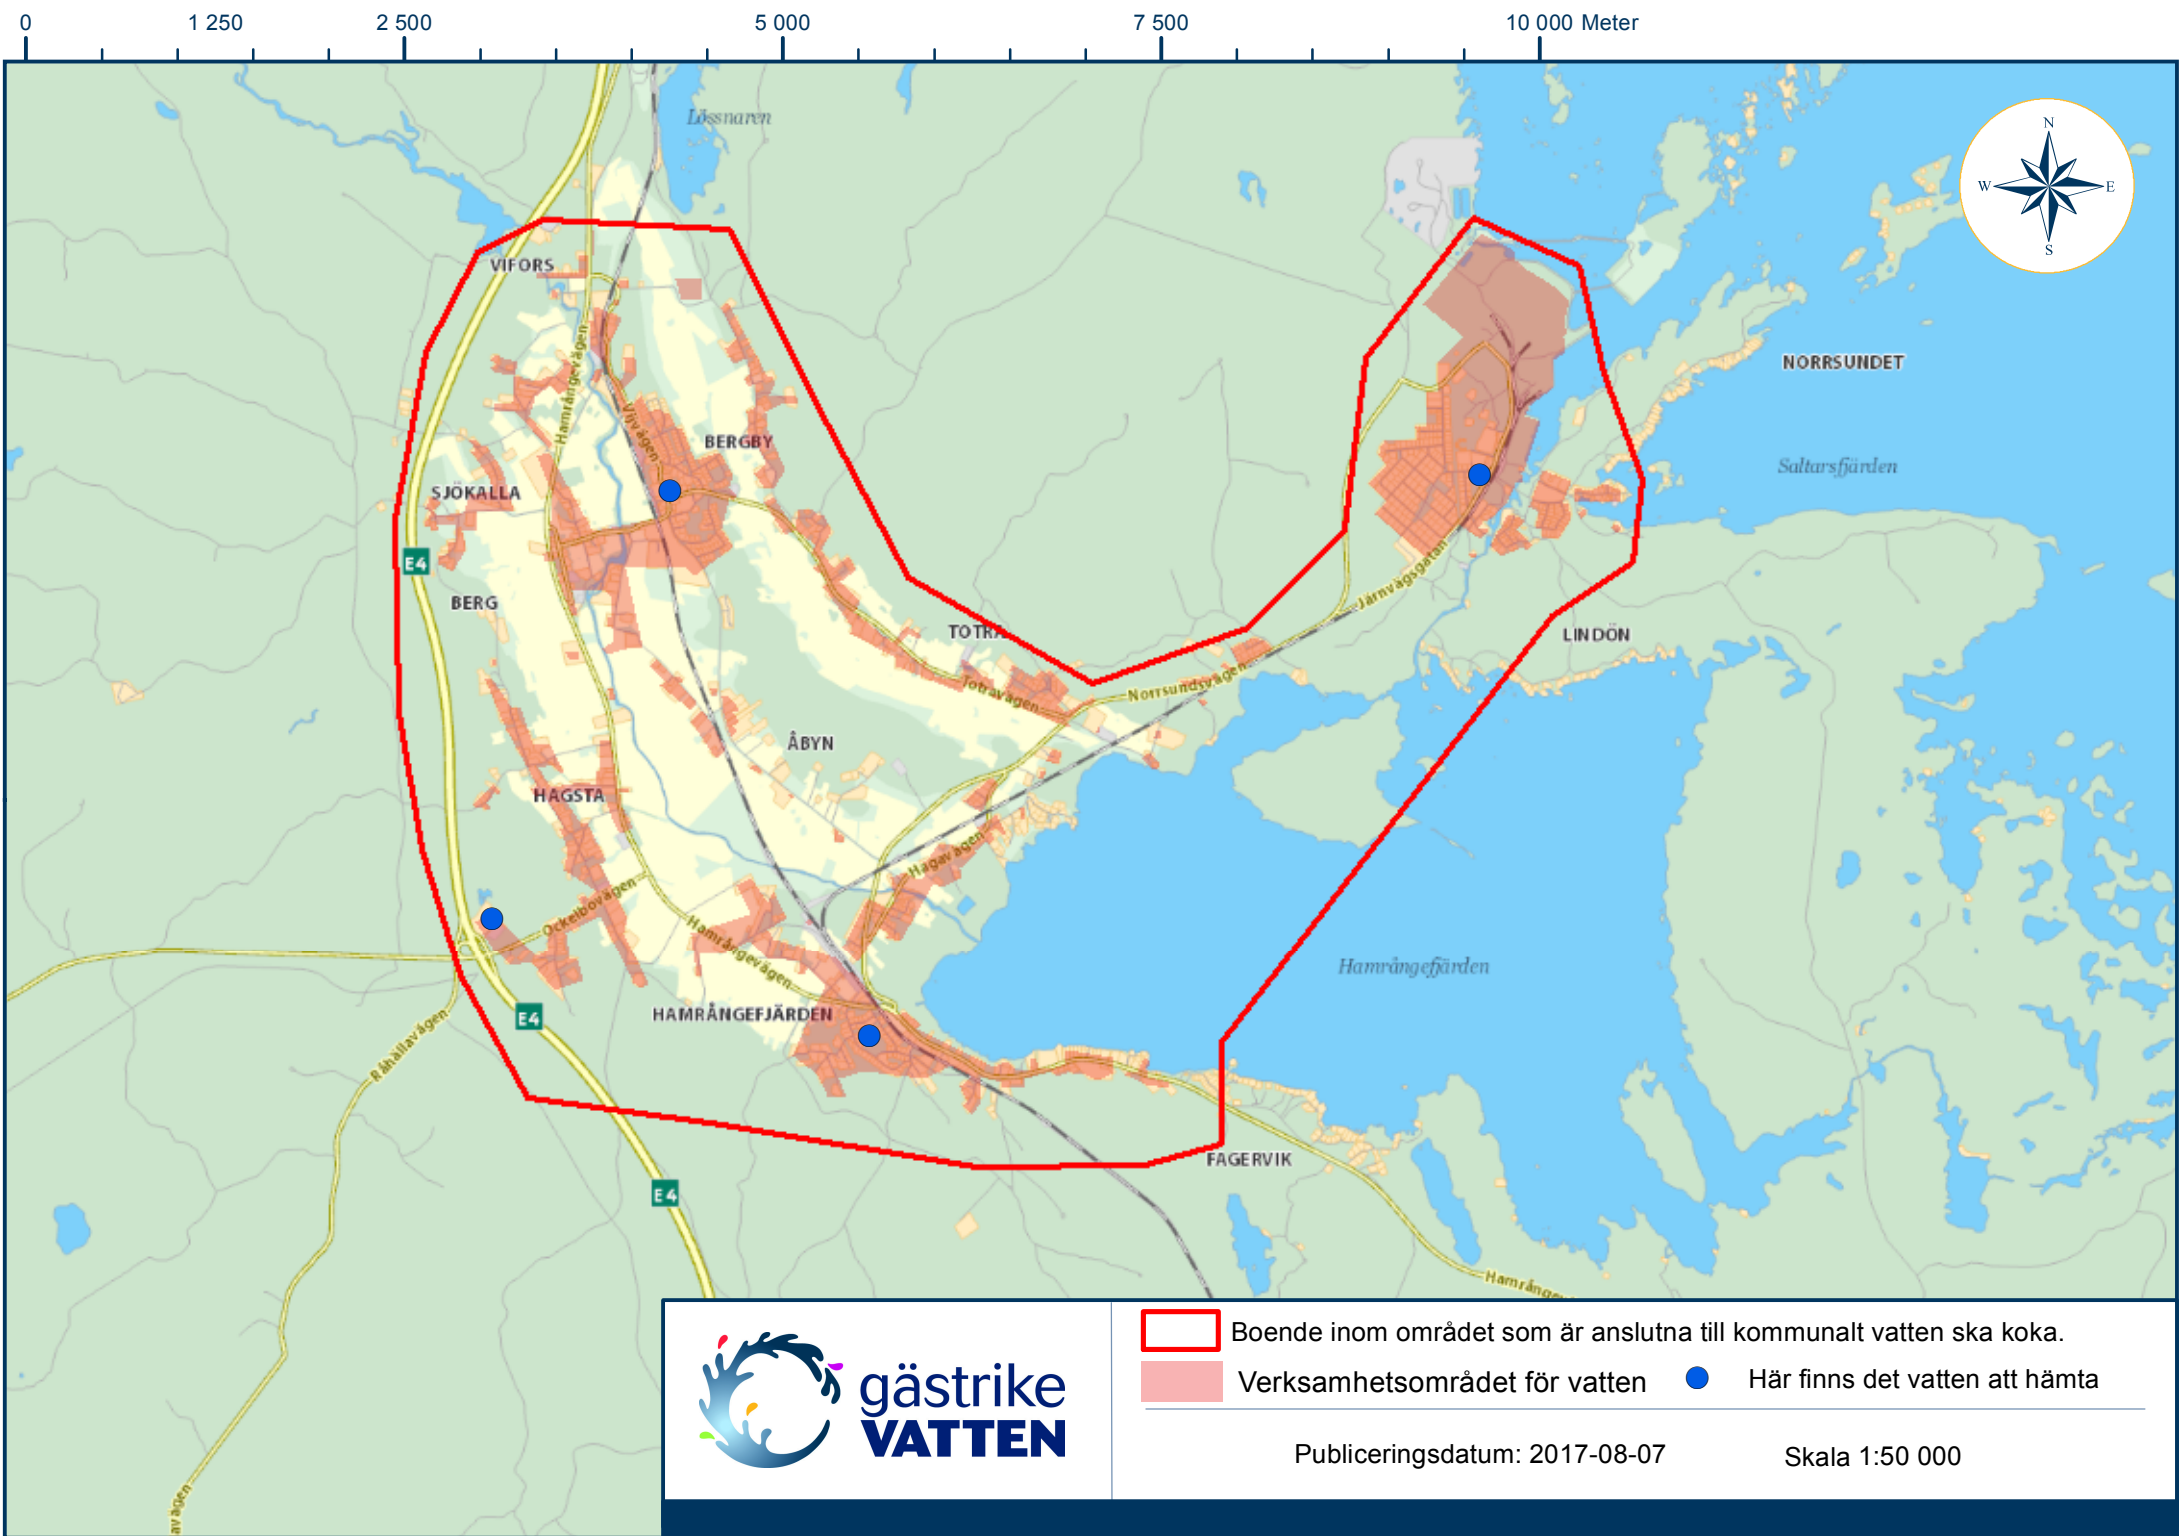 0 1 250 2 500 5 000 7 500 10 000 Meter
Lössnaren
N
W E
S
VIFORS
Hamrångevägen
NORRSUNDET
Vijvägen
BERGBY
Saltarsfjärden
SJÖKALLA
E4
Järnvägsgatan
BERG
TOTRA
LINDÖN
Totravägen
Norrsundsvägen
ÅBYN
HAGSTA
Hagavägen
Ockelbovägen
Hamrångevägen
Hamrångefjärden
HAMRÅNGEFJÄRDEN
E4
Råhällavägen
FAGERVIK
E4
Hamrånge
avägen
gästrike
VATTEN
Boende inom området som är anslutna till kommunalt vatten ska koka.
Verksamhetsområdet för vatten
Här finns det vatten att hämta
Publiceringsdatum: 2017-08-07
Skala 1:50 000